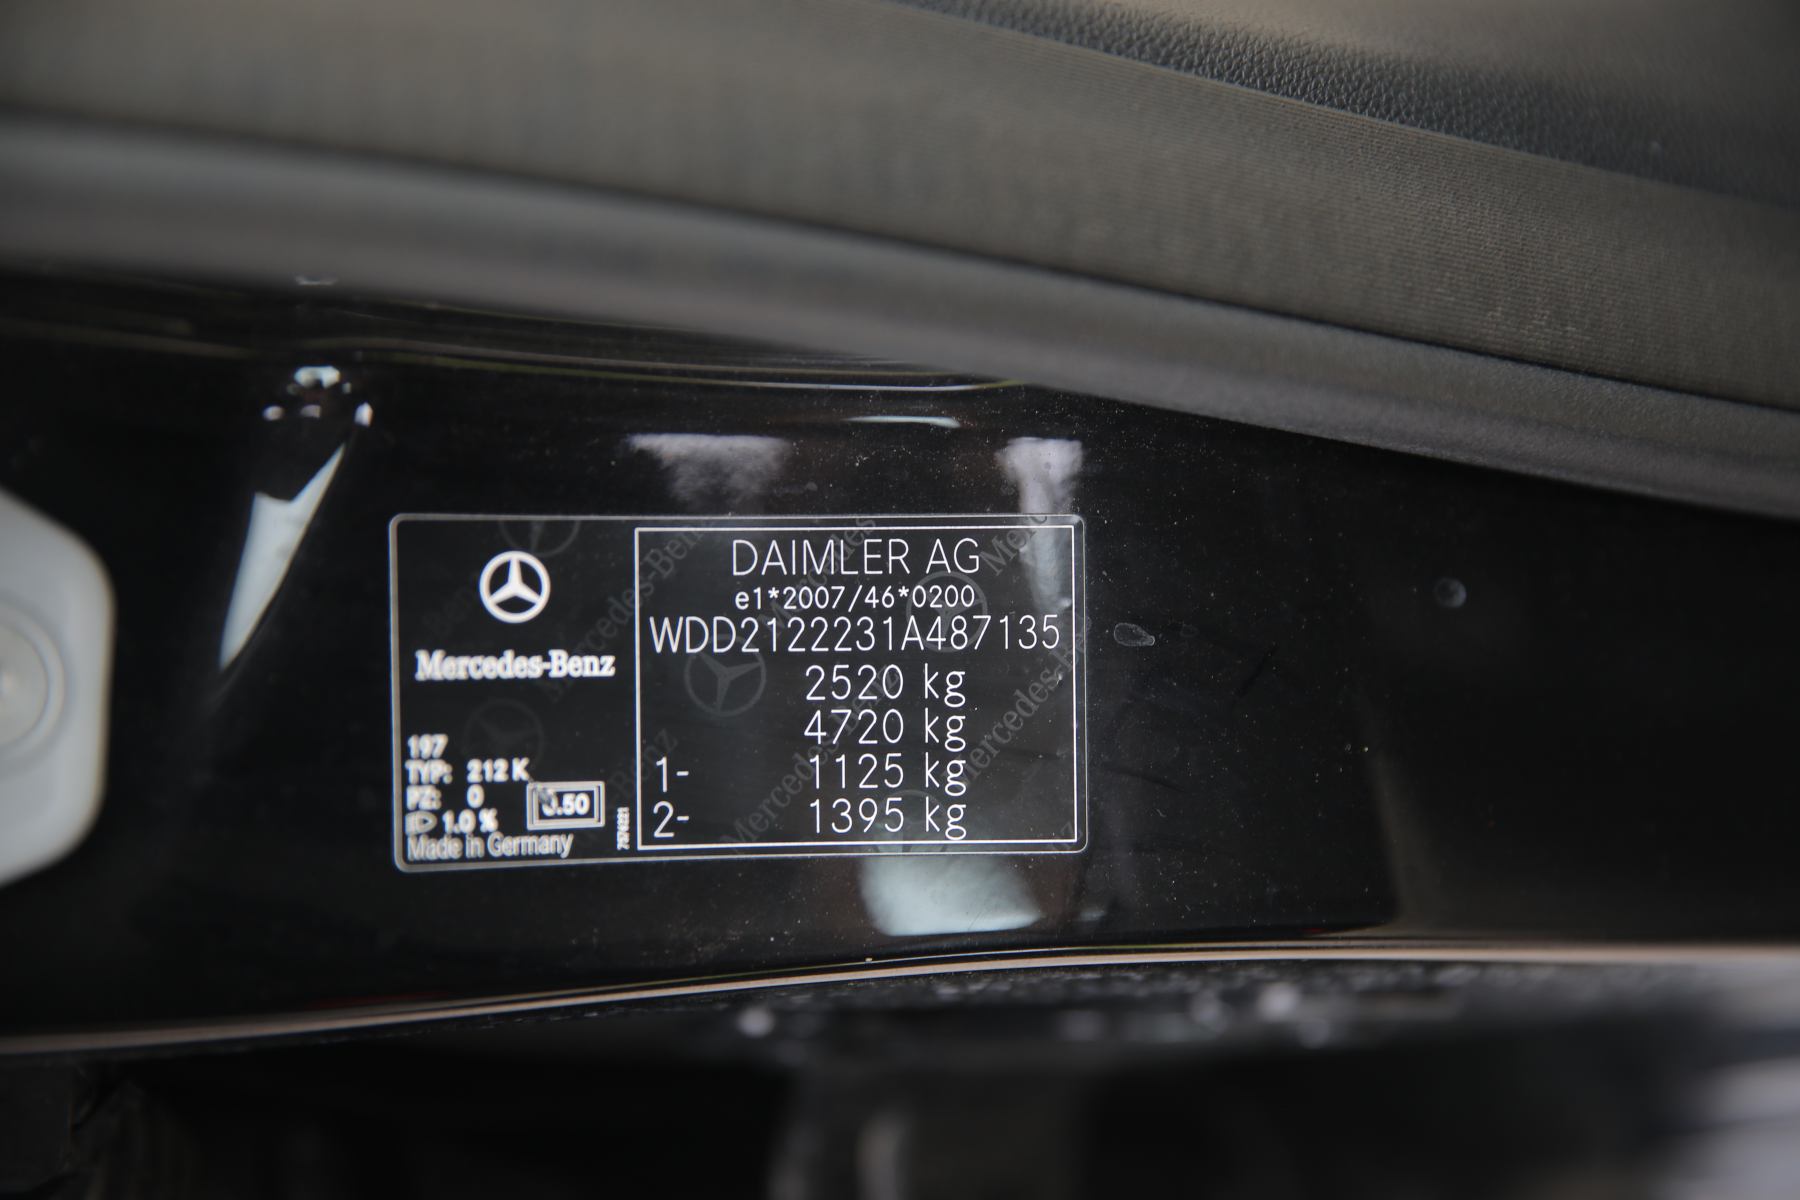 Mercedes-Benz
197
TYP: 212 K
PZ: 0
1.0 %
Made in Germany
DAIMLER AG
e1*2007/46*0200
WDD2122231A487135
2520 kg
4720 kg
1- 1125 kg
2- 1395 kg